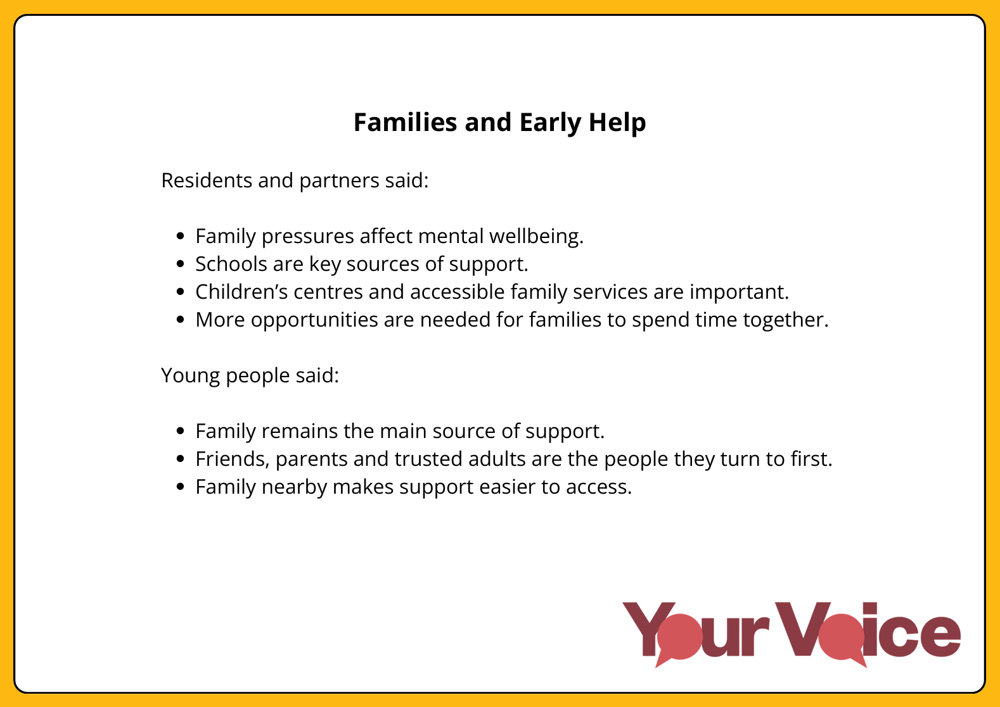 Families and Early Help
Residents and partners said:
• Family pressures affect mental wellbeing.
• Schools are key sources of support.
• Children’s centres and accessible family services are important.
• More opportunities are needed for families to spend time together.
Young people said:
• Family remains the main source of support.
• Friends, parents and trusted adults are the people they turn to first.
• Family nearby makes support easier to access.
Your Voice